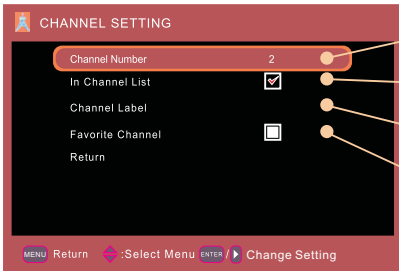 CHANNEL SETTING
Channel Number 2
In Channel List
Channel Label
Favorite Channel
Return
MENU Return :Select Menu ENTER / Change Setting